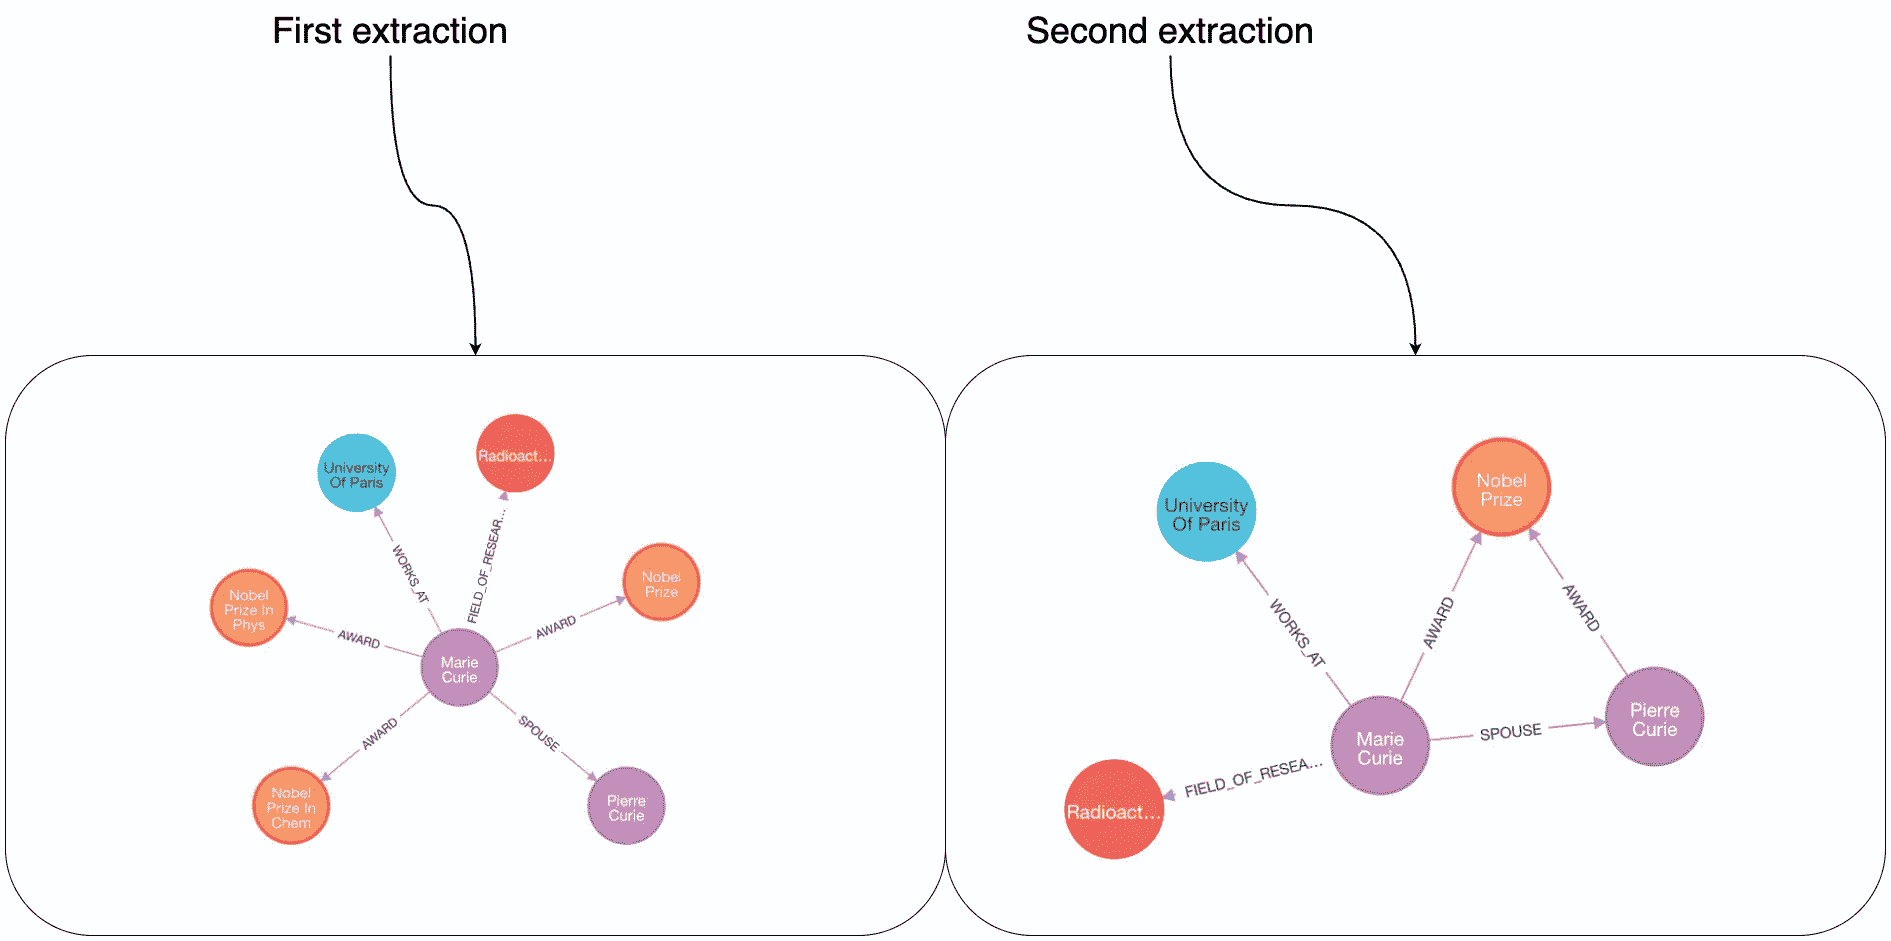 First extraction
Second extraction
University
Of Paris
Radioact...
WORKS_AT
FIELD_OF_RESEAR...
Nobel
Prize In
Phys
AWARD
Nobel
Prize
AWARD
Marie
Curie
AWARD
SPOUSE
Nobel
Prize In
Chem
Pierre
Curie
University
Of Paris
Nobel
Prize
WORKS_AT
AWARD
AWARD
Marie
Curie
SPOUSE
Pierre
Curie
FIELD_OF_RESEA...
Radioact...